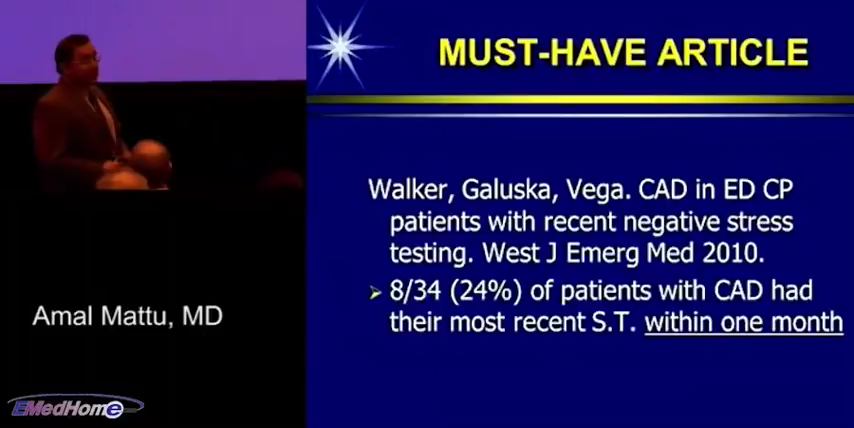 MUST-HAVE ARTICLE
Walker, Galuska, Vega. CAD in ED CP
patients with recent negative stress
testing. West J Emerg Med 2010.
➢ 8/34 (24%) of patients with CAD had
their most recent S.T. within one month
Amal Mattu, MD
EMedHome